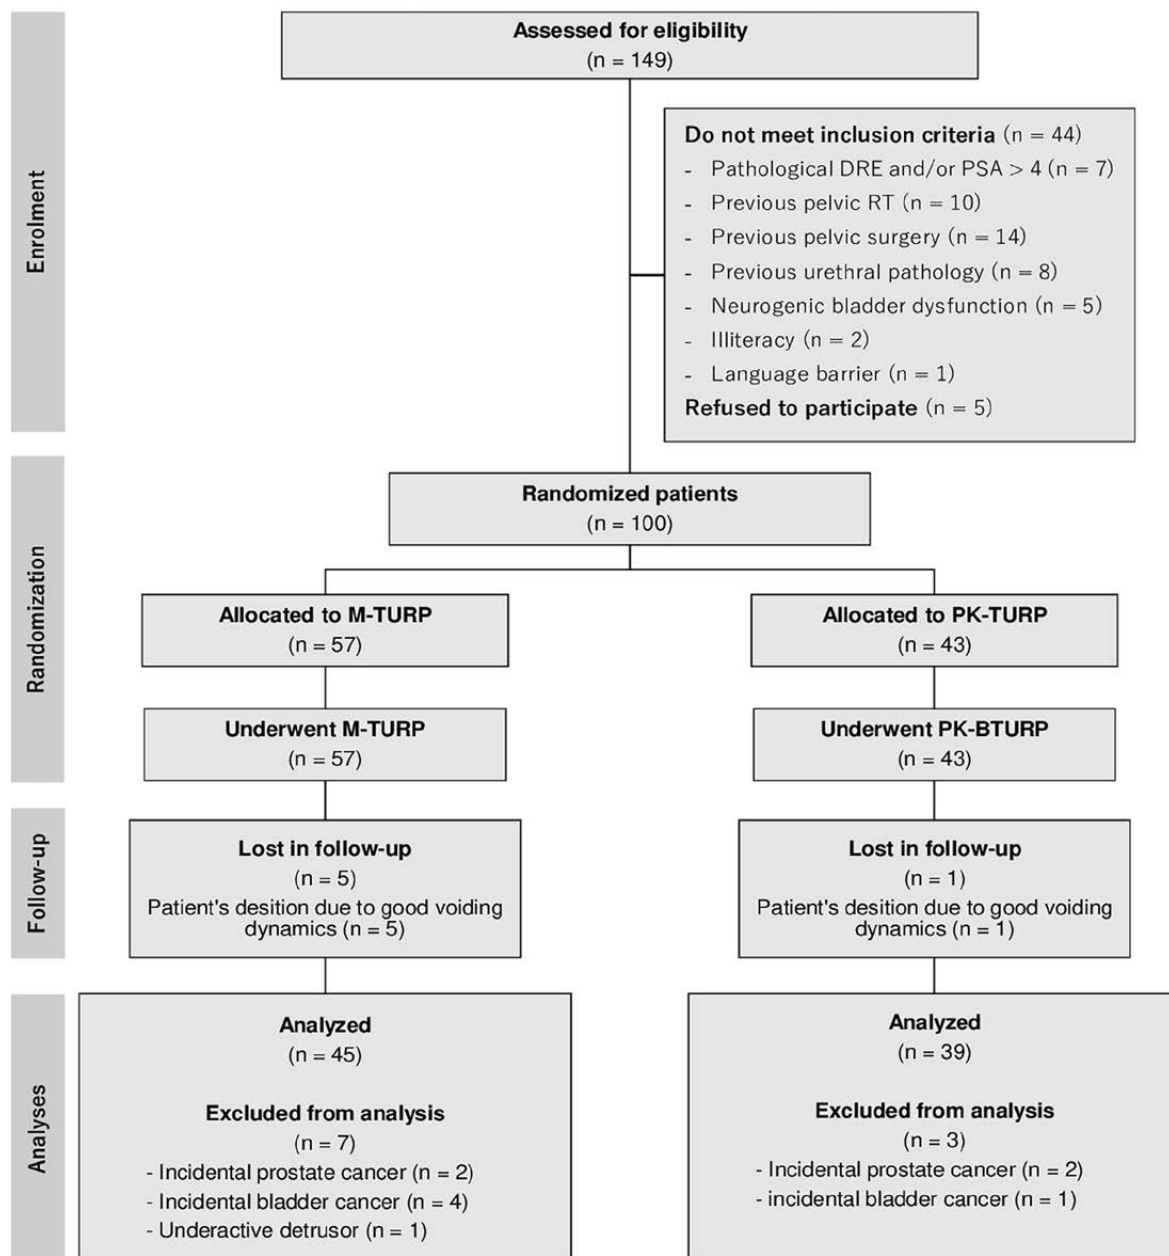 Enrolment
Assessed for eligibility
(n = 149)
Do not meet inclusion criteria (n = 44)
- Pathological DRE and/or PSA > 4 (n = 7)
- Previous pelvic RT (n = 10)
- Previous pelvic surgery (n = 14)
- Previous urethral pathology (n = 8)
- Neurogenic bladder dysfunction (n = 5)
- Illiteracy (n = 2)
- Language barrier (n = 1)
Refused to participate (n = 5)
Randomization
Randomized patients
(n = 100)
Allocated to M-TURP
(n = 57)
Allocated to PK-TURP
(n = 43)
Underwent M-TURP
(n = 57)
Underwent PK-BTURP
(n = 43)
Follow-up
Lost in follow-up
(n = 5)
Patient's desition due to good voiding
dynamics (n = 5)
Lost in follow-up
(n = 1)
Patient's desition due to good voiding
dynamics (n = 1)
Analyses
Analyzed
(n = 45)
Excluded from analysis
(n = 7)
- Incidental prostate cancer (n = 2)
- Incidental bladder cancer (n = 4)
- Underactive detrusor (n = 1)
Analyzed
(n = 39)
Excluded from analysis
(n = 3)
- Incidental prostate cancer (n = 2)
- incidental bladder cancer (n = 1)